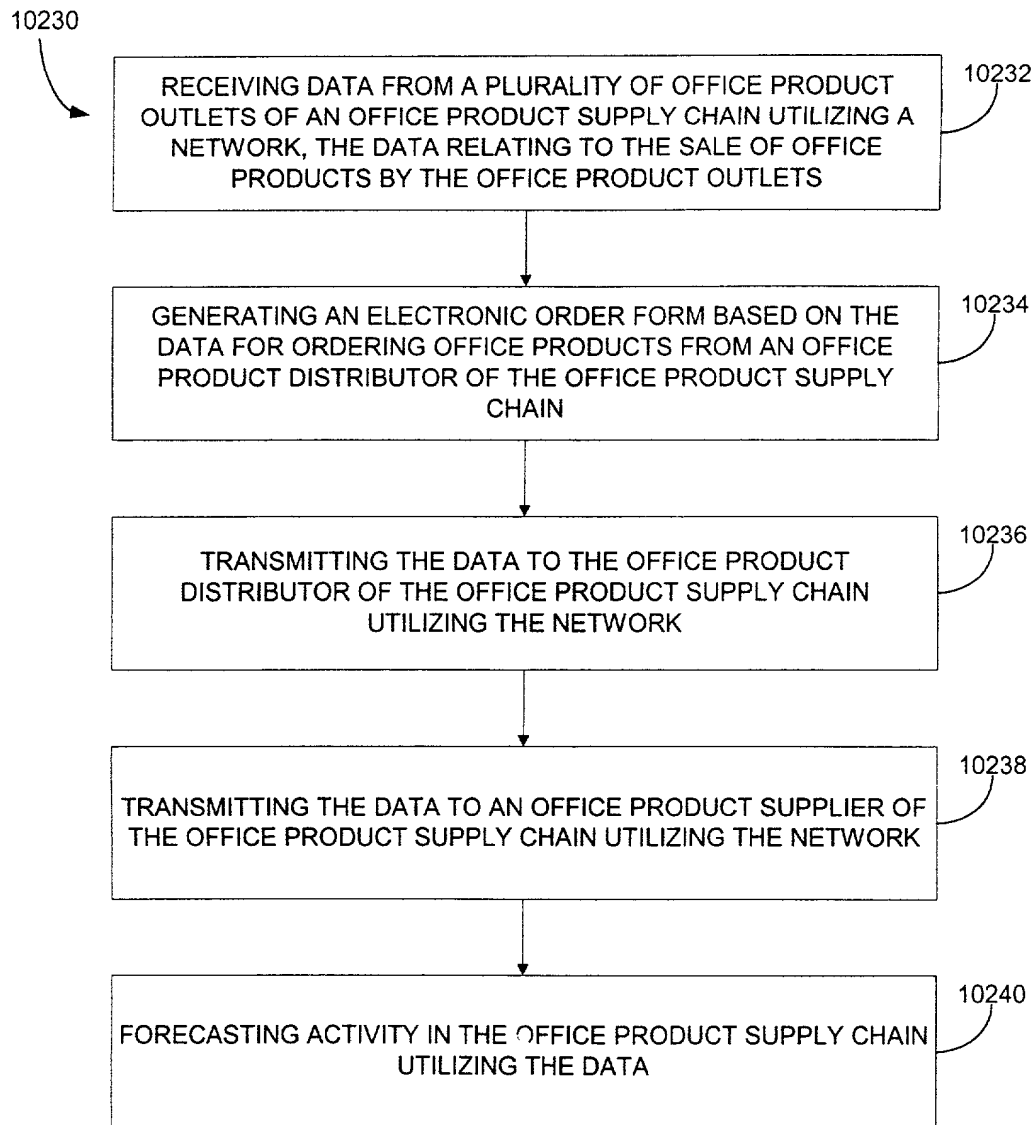 10230
RECEIVING DATA FROM A PLURALITY OF OFFICE PRODUCT
OUTLETS OF AN OFFICE PRODUCT SUPPLY CHAIN UTILIZING A
NETWORK, THE DATA RELATING TO THE SALE OF OFFICE
PRODUCTS BY THE OFFICE PRODUCT OUTLETS
10232
GENERATING AN ELECTRONIC ORDER FORM BASED ON THE
DATA FOR ORDERING OFFICE PRODUCTS FROM AN OFFICE
PRODUCT DISTRIBUTOR OF THE OFFICE PRODUCT SUPPLY
CHAIN
10234
TRANSMITTING THE DATA TO THE OFFICE PRODUCT
DISTRIBUTOR OF THE OFFICE PRODUCT SUPPLY CHAIN
UTILIZING THE NETWORK
10236
TRANSMITTING THE DATA TO AN OFFICE PRODUCT SUPPLIER OF
THE OFFICE PRODUCT SUPPLY CHAIN UTILIZING THE NETWORK
10238
FORECASTING ACTIVITY IN THE OFFICE PRODUCT SUPPLY CHAIN
UTILIZING THE DATA
10240